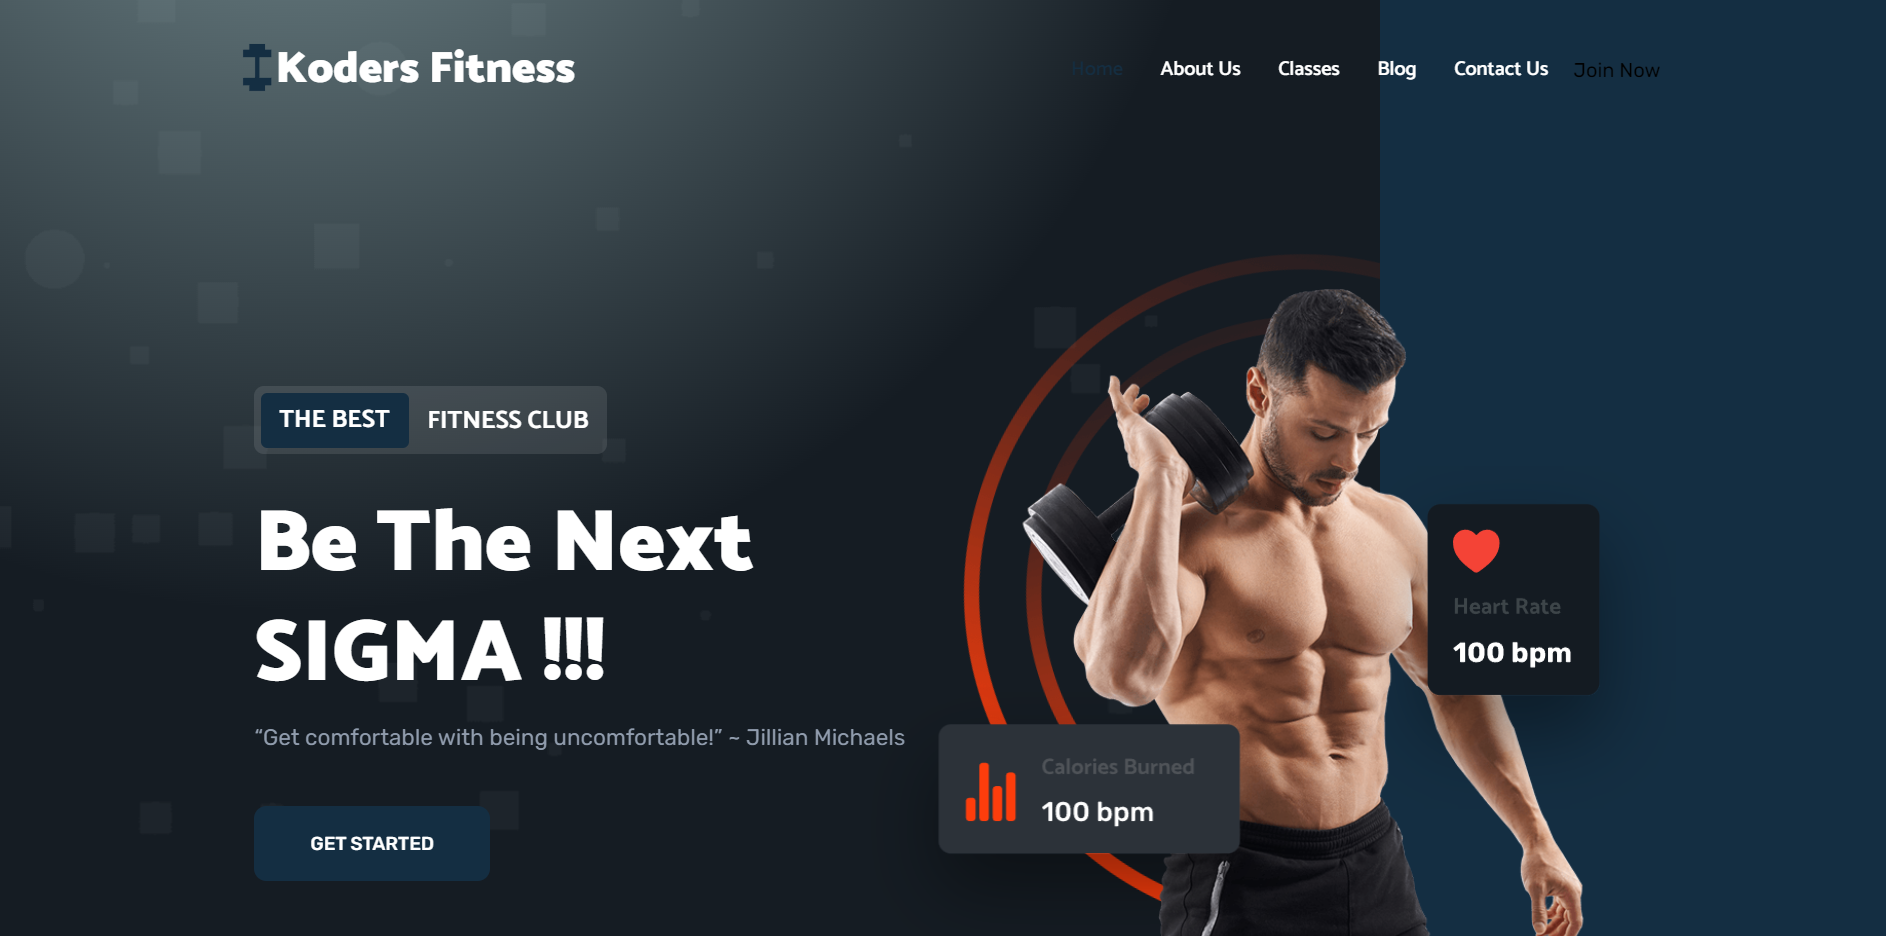 Koders Fitness
Home About Us Classes Blog Contact Us Join Now
THE BEST FITNESS CLUB
Be The Next
SIGMA !!!
“Get comfortable with being uncomfortable!” ~ Jillian Michaels
GET STARTED
Heart Rate
100 bpm
Calories Burned
100 bpm